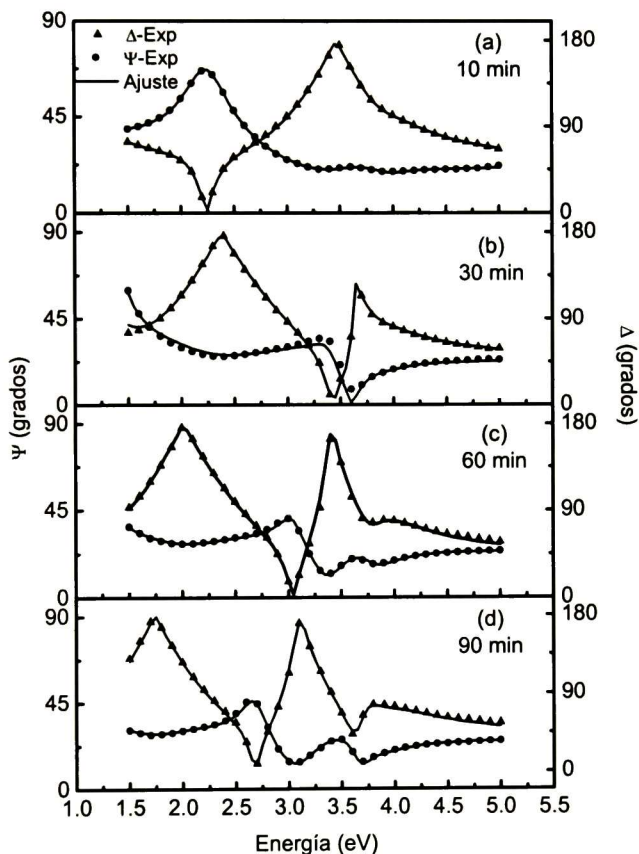 90
45
0
Δ-Exp
Ψ-Exp
Ajuste
(a)
10 min
180
90
0
90
45
0
(b)
30 min
180
90
0
90
45
0
(c)
60 min
180
90
0
90
45
0
(d)
90 min
180
90
0
Ψ (grados)
Δ (grados)
1.0 1.5 2.0 2.5 3.0 3.5 4.0 4.5 5.0 5.5
Energía (eV)